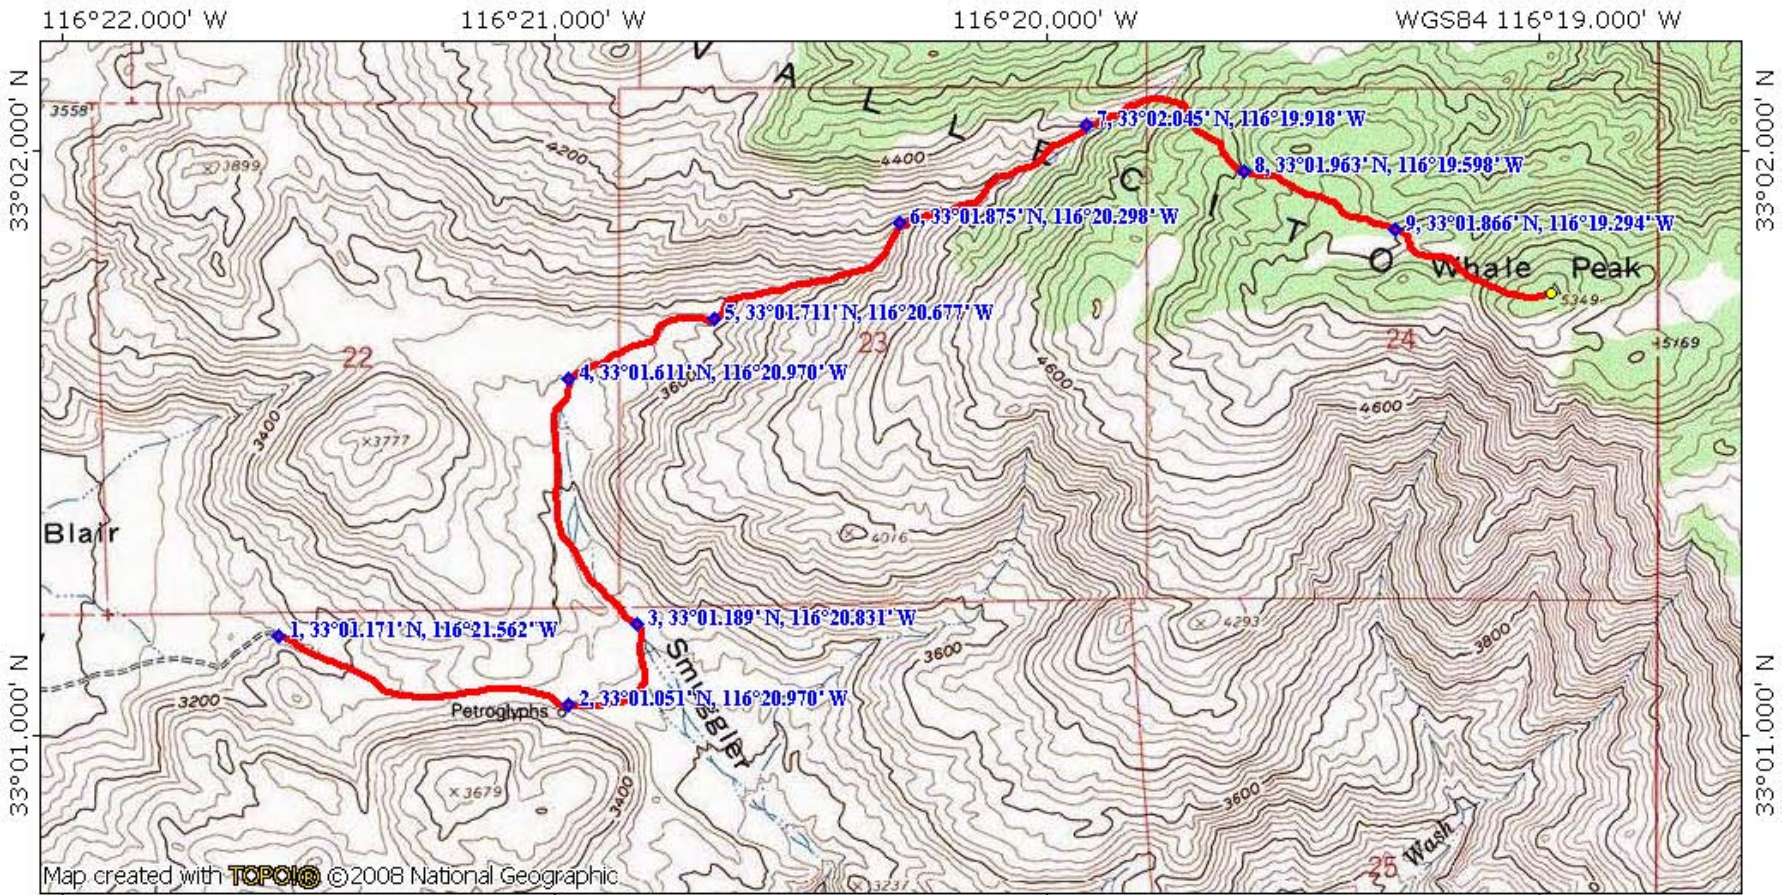 116°22.000' W 116°21.000' W 116°20.000' W WGS84 116°19.000' W
33°02.000' N
33°02.000' N
V A L L E C I T O
3558
×3899
4200
4400
7, 33°02.045' N, 116°19.918' W
8, 33°01.963' N, 116°19.598' W
6, 33°01.875' N, 116°20.298' W
9, 33°01.866' N, 116°19.294' W
Whale Peak
5349
5, 33°01.711' N, 116°20.677' W
22
23
24
5169
4, 33°01.611' N, 116°20.970' W
3600
4600
4600
3400
×3777
Blair
×4016
1, 33°01.171' N, 116°21.562' W
3, 33°01.189' N, 116°20.831' W
×4293
3600
3800
Smuggler
3200
Petroglyphs
2, 33°01.051' N, 116°20.970' W
33°01.000' N
33°01.000' N
×3679
3400
3600
Wash
25
×3237
Map created with TOPO!® ©2008 National Geographic